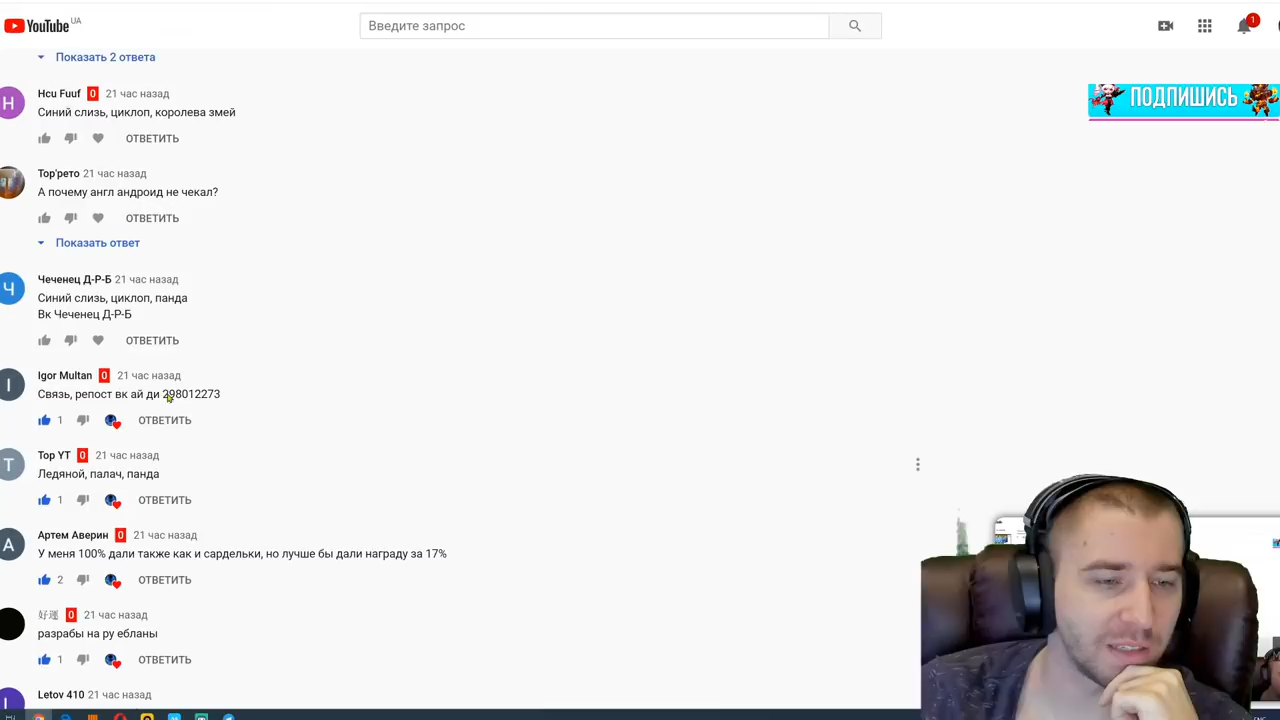 YouTube UA
Введите запрос
1
Показать 2 ответа
ПОДПИШИСЬ
H
Hcu Fuuf 0 21 час назад
Синий слизь, циклоп, королева змей
ОТВЕТИТЬ
Тор'рето 21 час назад
А почему англ андроид не чекал?
ОТВЕТИТЬ
Показать ответ
Ч
Чеченец Д-Р-Б 21 час назад
Синий слизь, циклоп, панда
Вк Чеченец Д-Р-Б
ОТВЕТИТЬ
I
Igor Multan 0 21 час назад
Связь, репост вк ай ди 298012273
1 ОТВЕТИТЬ
T
Top YT 0 21 час назад
Ледяной, палач, панда
1 ОТВЕТИТЬ
А
Артем Аверин 0 21 час назад
У меня 100% дали также как и сардельки, но лучше бы дали награду за 17%
2 ОТВЕТИТЬ
好運 0 21 час назад
разрабы на ру ебланы
1 ОТВЕТИТЬ
L
Letov 410 21 час назад